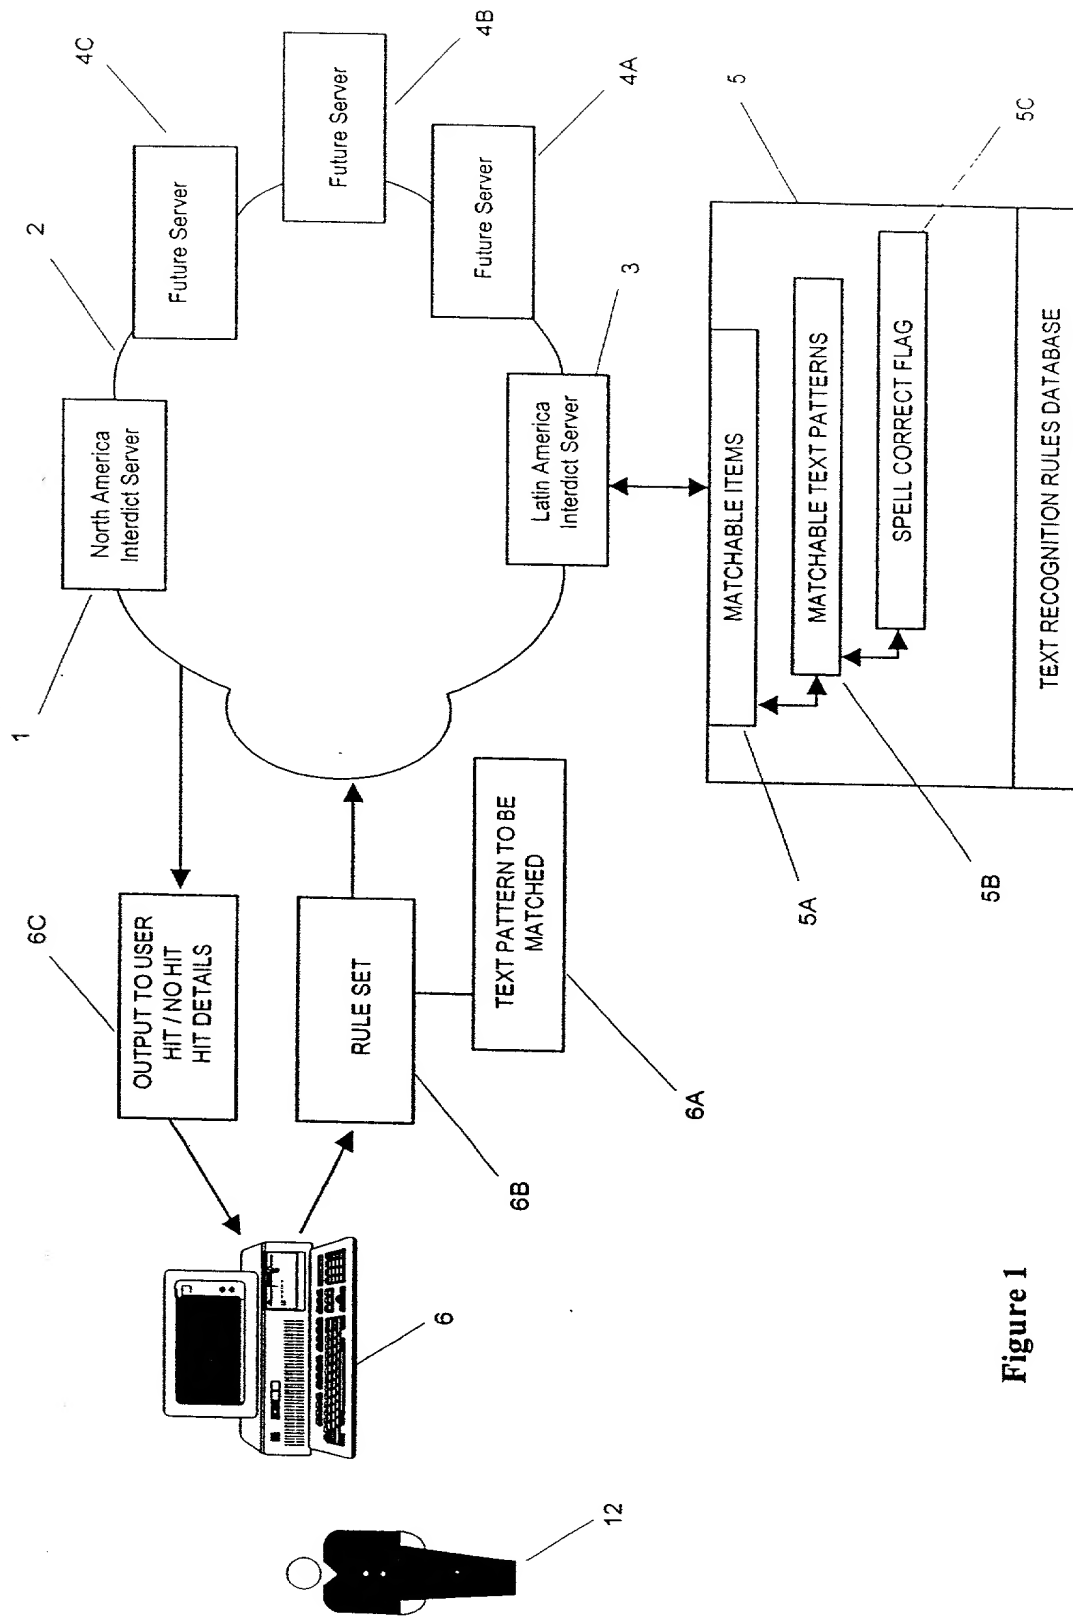 4C
4B
2
Future Server
Future Server
4A
1
North America
Interdict Server
Future Server
6C
OUTPUT TO USER
HIT / NO HIT
HIT DETAILS
Latin America
Interdict Server
3
RULE SET
6B
TEXT PATTERN TO BE
MATCHED
6A
5
MATCHABLE ITEMS
MATCHABLE TEXT PATTERNS
SPELL CORRECT FLAG
5C
5A
5B
TEXT RECOGNITION RULES DATABASE
6
12
Figure 1